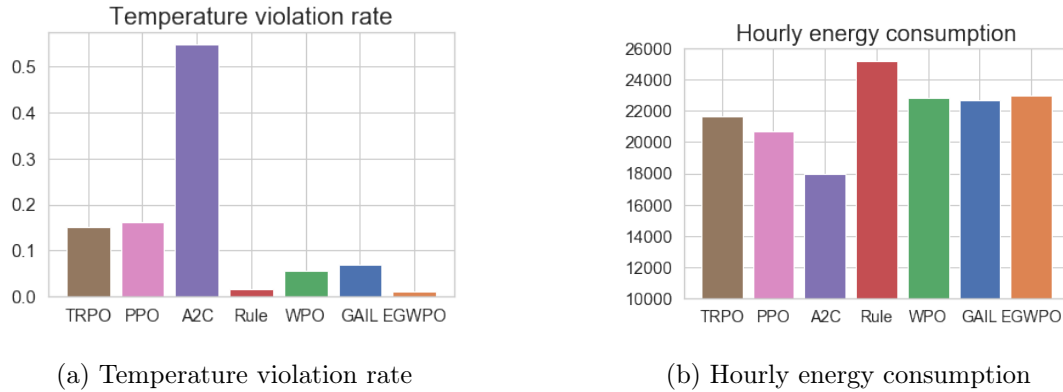 Temperature violation rate
0.5
0.4
0.3
0.2
0.1
0.0
TRPO PPO A2C Rule WPO GAIL EGWPO
(a) Temperature violation rate
Hourly energy consumption
26000
24000
22000
20000
18000
16000
14000
12000
10000
TRPO PPO A2C Rule WPO GAIL EGWPO
(b) Hourly energy consumption